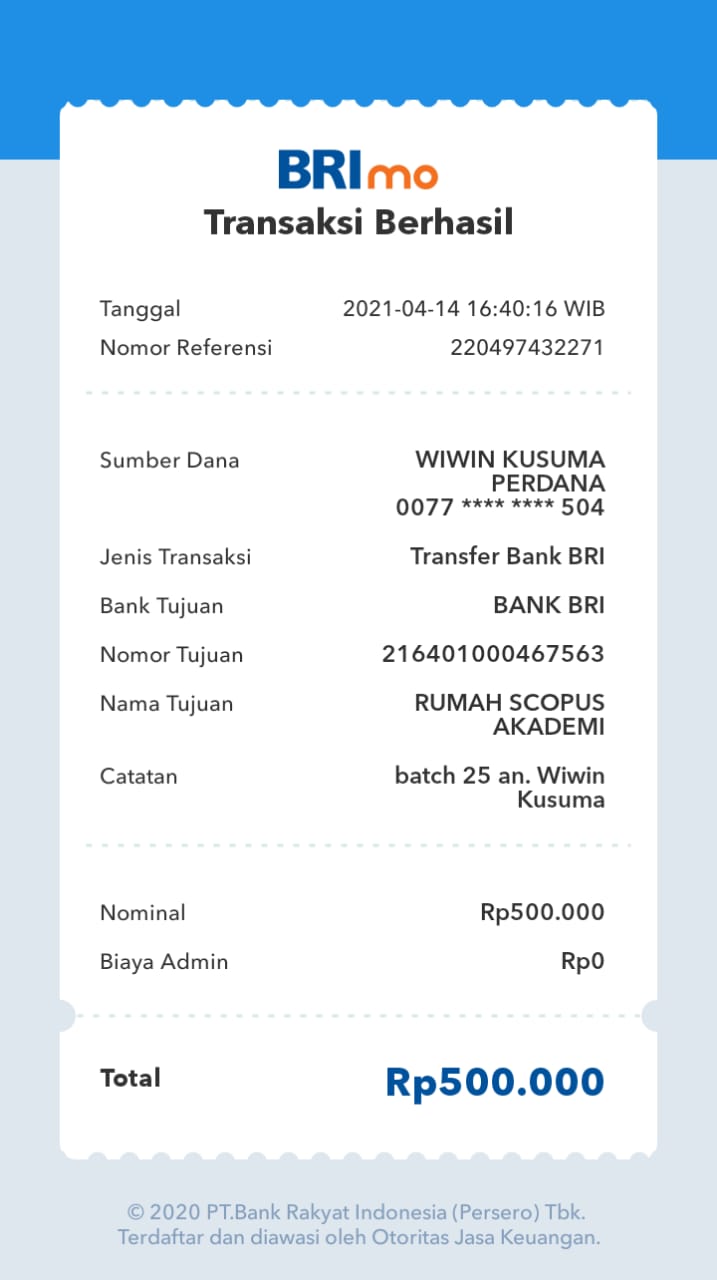 BRImo
Transaksi Berhasil
Tanggal 2021-04-14 16:40:16 WIB
Nomor Referensi 220497432271
Sumber Dana WIWIN KUSUMA
PERDANA
0077 **** **** 504
Jenis Transaksi Transfer Bank BRI
Bank Tujuan BANK BRI
Nomor Tujuan 216401000467563
Nama Tujuan RUMAH SCOPUS
AKADEMI
Catatan batch 25 an. Wiwin
Kusuma
Nominal Rp500.000
Biaya Admin Rp0
Total Rp500.000
© 2020 PT.Bank Rakyat Indonesia (Persero) Tbk.
Terdaftar dan diawasi oleh Otoritas Jasa Keuangan.